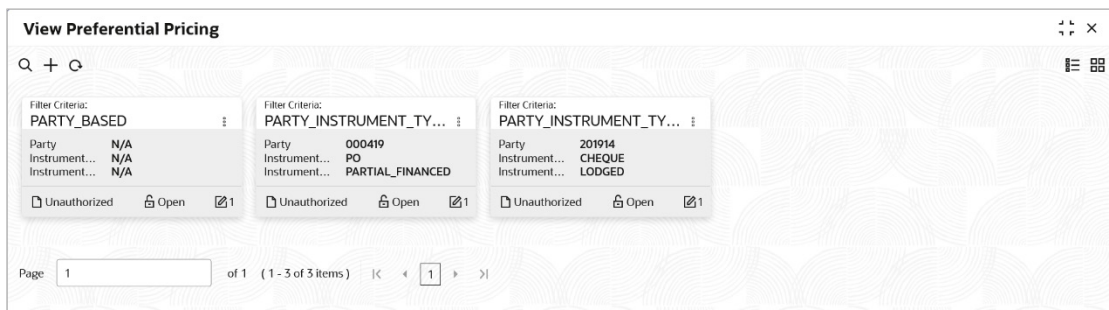 View Preferential Pricing
Filter Criteria:
PARTY_BASED
Party N/A
Instrument... N/A
Instrument... N/A
Unauthorized Open 1
Filter Criteria:
PARTY_INSTRUMENT_TY...
Party 000419
Instrument... PO
Instrument... PARTIAL_FINANCED
Unauthorized Open 1
Filter Criteria:
PARTY_INSTRUMENT_TY...
Party 201914
Instrument... CHEQUE
Instrument... LODGED
Unauthorized Open 1
Page 1 of 1 (1 - 3 of 3 items) 1